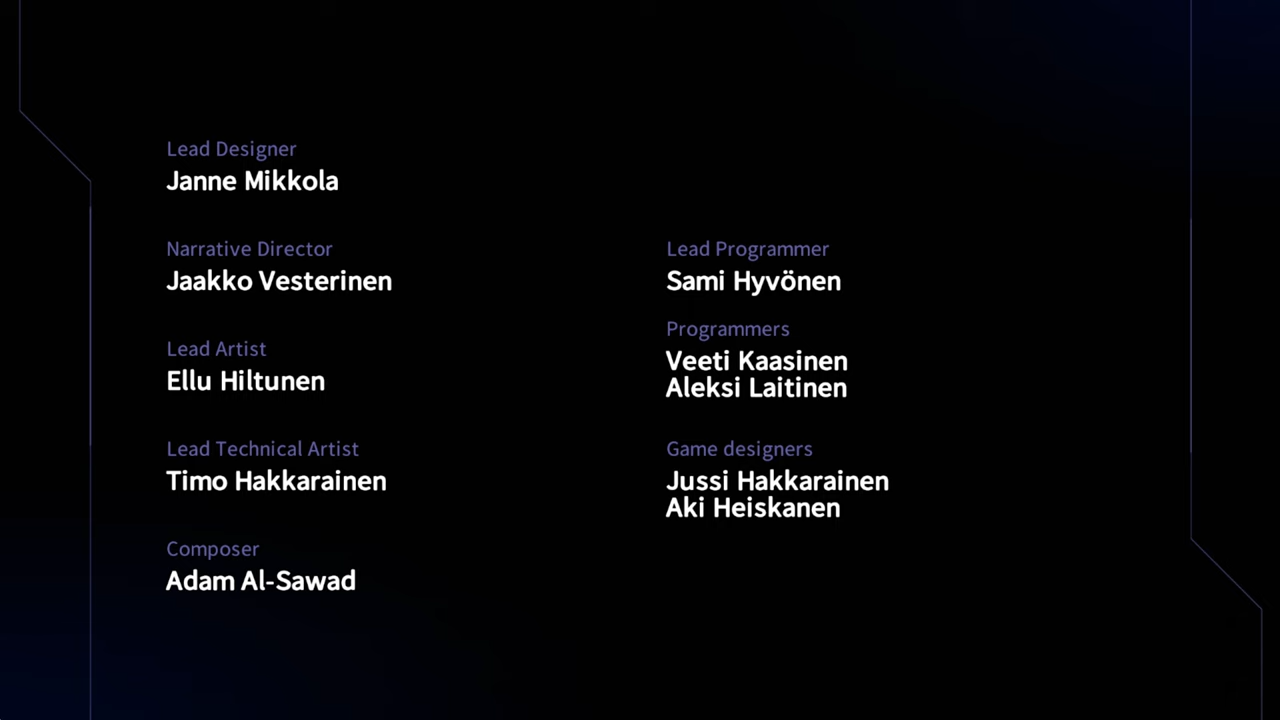 Lead Designer
Janne Mikkola
Narrative Director
Jaakko Vesterinen
Lead Artist
Ellu Hiltunen
Lead Technical Artist
Timo Hakkarainen
Composer
Adam Al-Sawad
Lead Programmer
Sami Hyvönen
Programmers
Veeti Kaasinen
Aleksi Laitinen
Game designers
Jussi Hakkarainen
Aki Heiskanen